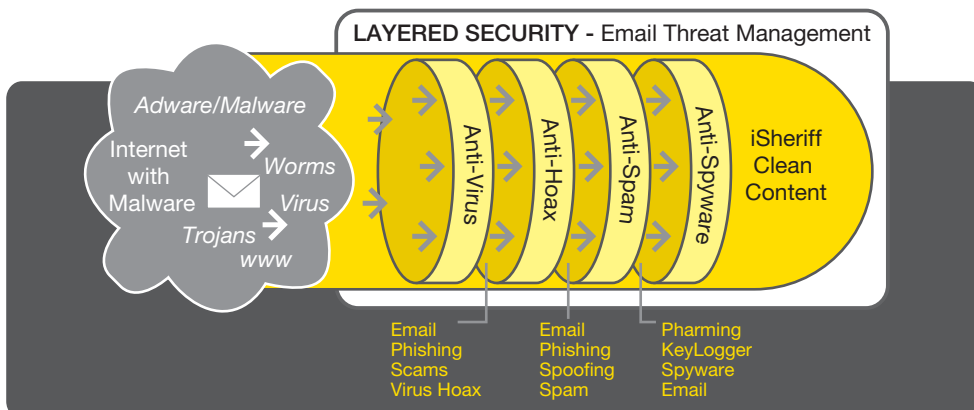 LAYERED SECURITY - Email Threat Management
Adware/Malware
Internet
with
Malware
Worms
Virus
Trojans
www
Anti-Virus
Anti-Hoax
Anti-Spam
Anti-Spyware
iSheriff
Clean
Content
Email
Phishing
Scams
Virus Hoax
Email
Phishing
Spoofing
Spam
Pharming
KeyLogger
Spyware
Email